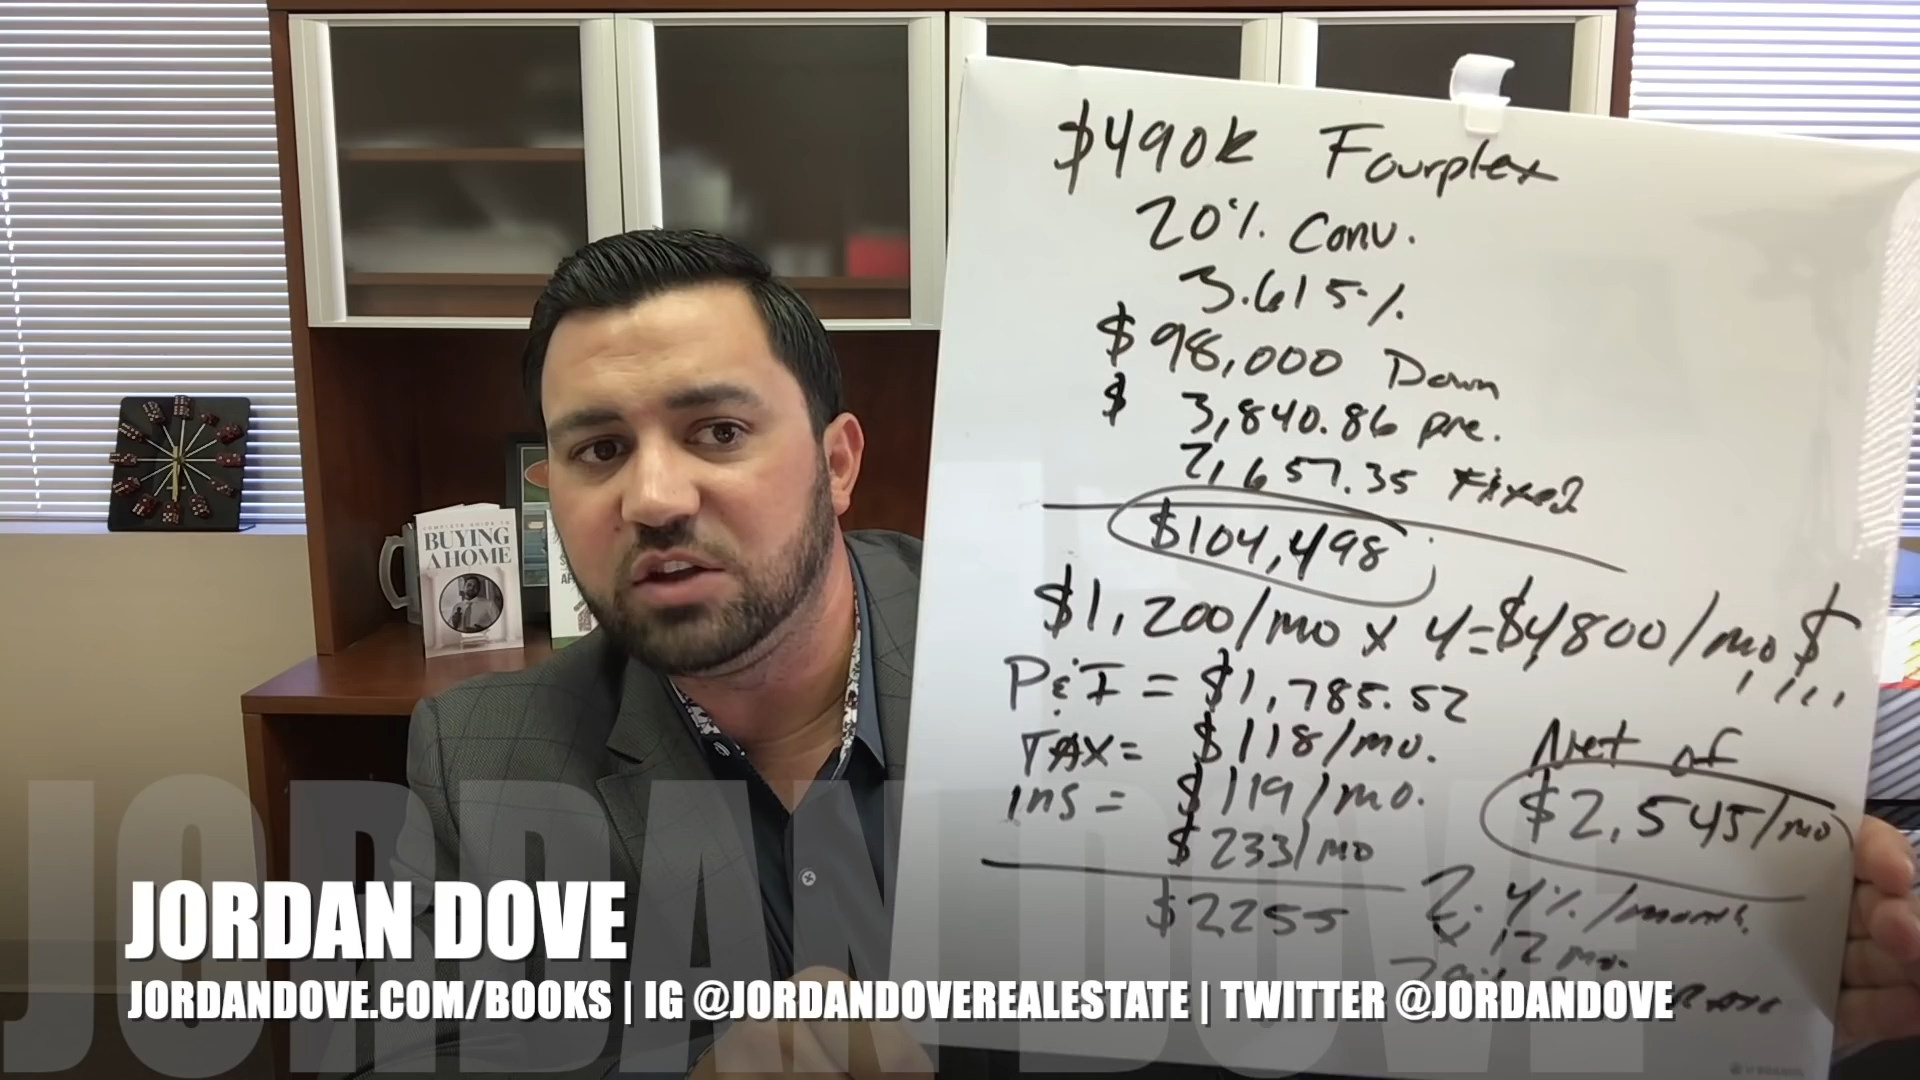 $490k Fourplex
20% Conv.
3.615%
$98,000 Down
$ 3,840.86 pre.
2,657.35 Fixed
$104,498
$1,200/mo x 4=$4800/mo $
P&I = $1,785.52
TAX= $118/mo.
ins = $119/mo.
$233/mo
$2255
Net of
$2,545/mo
2.4%/month
x 12 mo.
BUYING
A HOME
JORDAN DOVE
JORDAN DOVE
JORDANDOVE.COM/BOOKS | IG @JORDANDOVEREALESTATE | TWITTER @JORDANDOVE